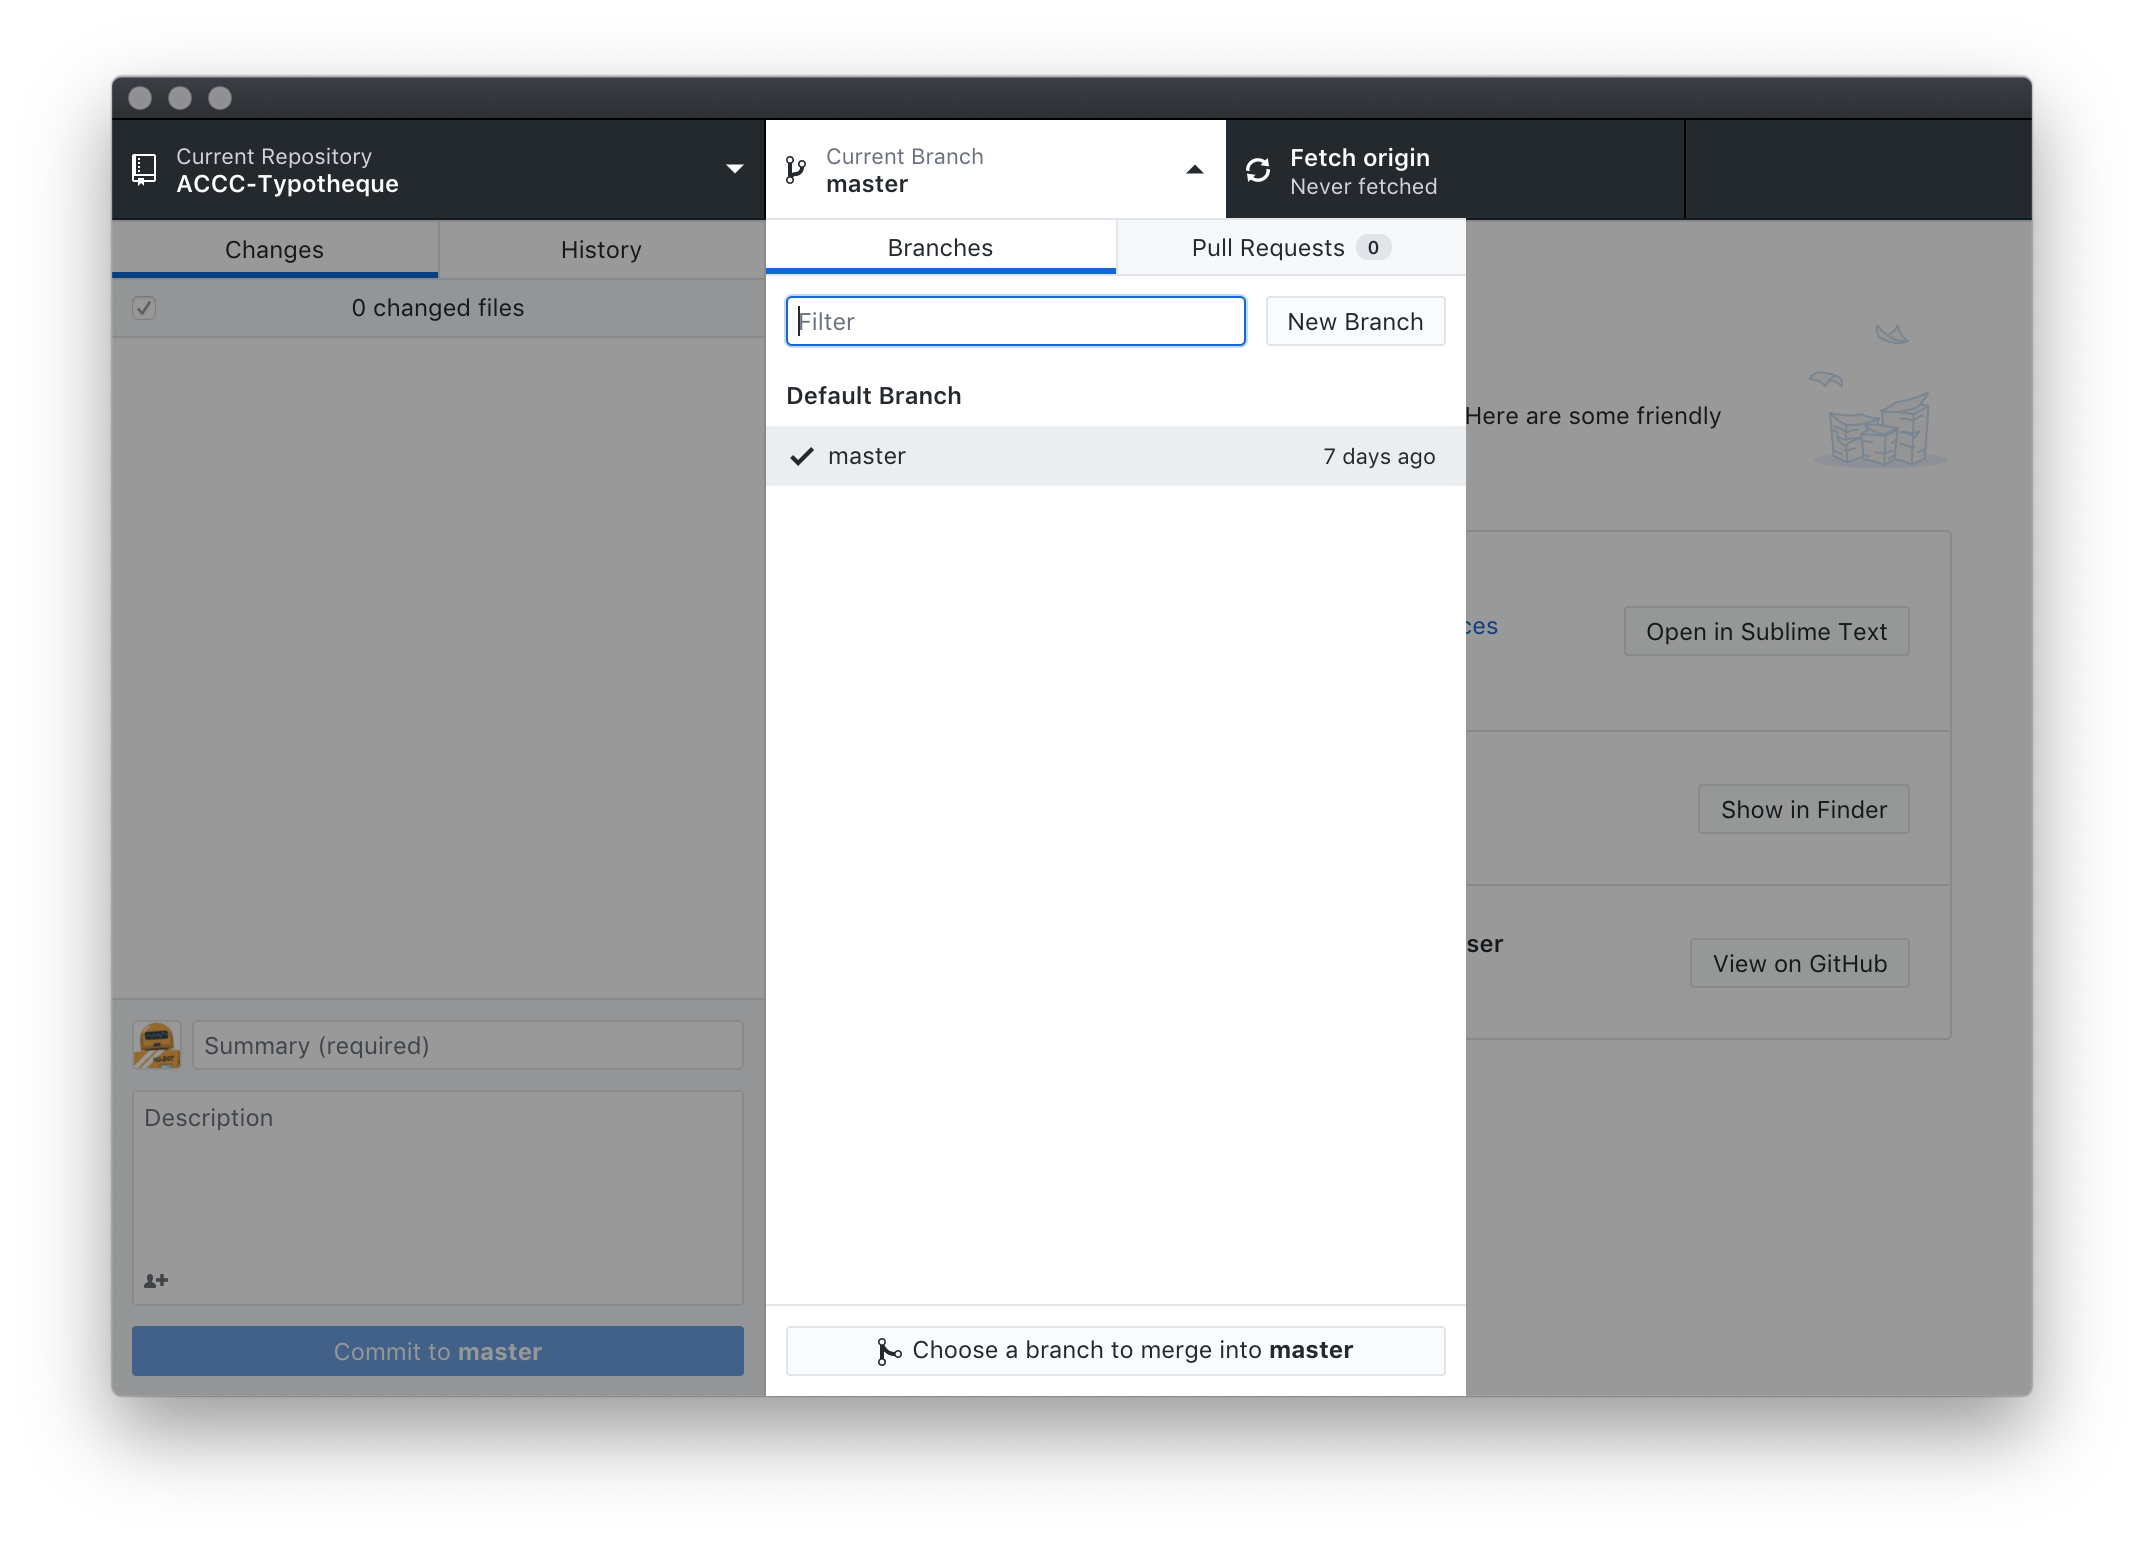 Current Repository
ACCC-Typotheque
Current Branch
master
Fetch origin
Never fetched
Changes
History
0 changed files
Branches
Pull Requests 0
Filter
New Branch
Default Branch
master
7 days ago
Here are some friendly
ces
Open in Sublime Text
Show in Finder
ser
View on GitHub
Summary (required)
Description
Commit to master
Choose a branch to merge into master